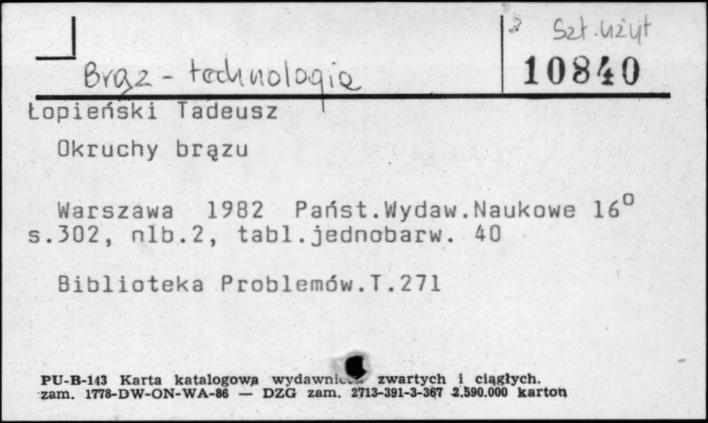 Szt.użyt
Brąz - technologia
10840
Łopieński Tadeusz
Okruchy brązu
Warszawa 1982 Państ.Wydaw.Naukowe 16°
s.302, nlb.2, tabl.jednobarw. 40
Biblioteka Problemów.T.271
PU-B-143 Karta katalogowa zwartych i ciągłych.
zam. 1778-DW-ON-WA-86 — DZG zam. 2713-391-3-367 2.590.000 karton